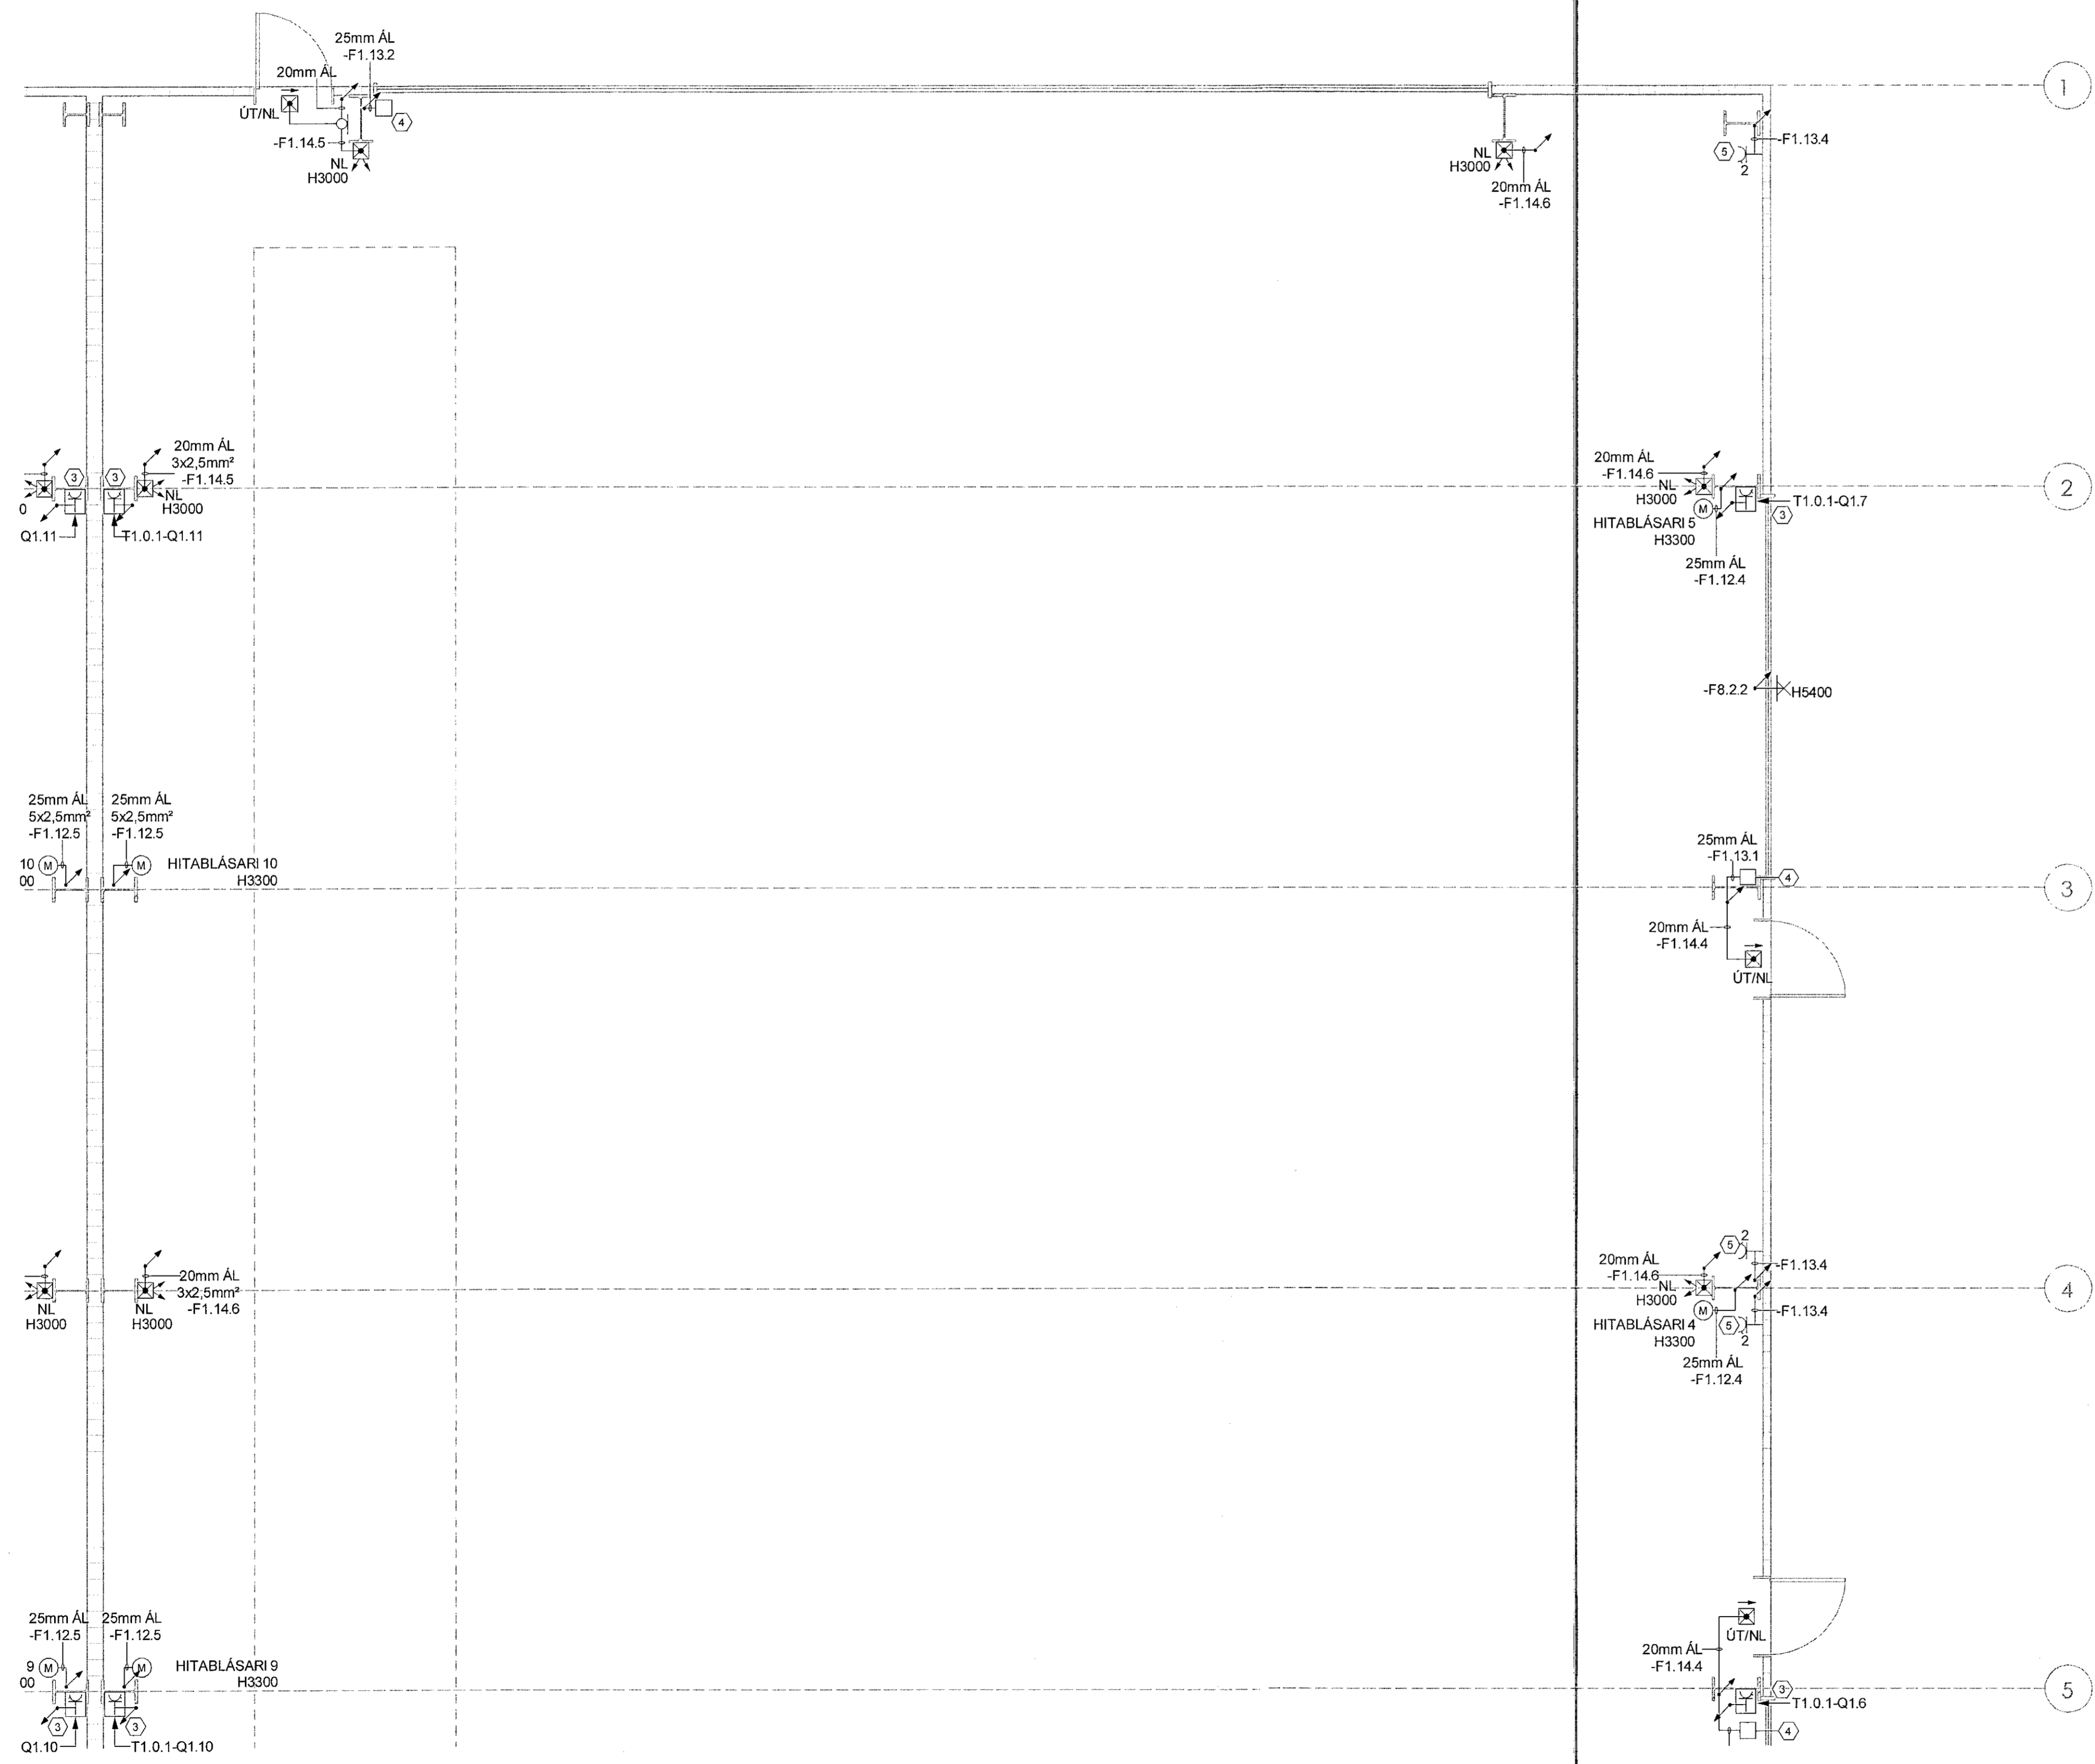 25mm ÁL
-F1.13.2
20mm ÁL
1
ÚT/NL
4
-F1.14.5
NL
H3000
NL
H3000
20mm ÁL
-F1.14.6
-F1.13.4
5
2
20mm ÁL
3x2,5mm²
-F1.14.5
3
3
NL
H3000
0
Q1.11
T1.0.1-Q1.11
20mm ÁL
-F1.14.6
NL
H3000
M
HITABLÁSARI 5
H3300
T1.0.1-Q1.7
3
2
25mm ÁL
-F1.12.4
-F8.2.2
H5400
25mm ÁL
5x2,5mm²
-F1.12.5
25mm ÁL
5x2,5mm²
-F1.12.5
10
00
M
M
HITABLÁSARI 10
H3300
25mm ÁL
-F1.13.1
4
3
20mm ÁL
-F1.14.4
ÚT/NL
20mm ÁL
3x2,5mm²
-F1.14.6
NL
H3000
NL
H3000
2
5
20mm ÁL
-F1.14.6
NL
H3000
-F1.13.4
4
M
-F1.13.4
HITABLÁSARI 4
H3300
5
2
25mm ÁL
-F1.12.4
25mm ÁL
-F1.12.5
25mm ÁL
-F1.12.5
9
00
M
M
HITABLÁSARI 9
H3300
3
3
Q1.10
T1.0.1-Q1.10
ÚT/NL
20mm ÁL
-F1.14.4
3
T1.0.1-Q1.6
4
5